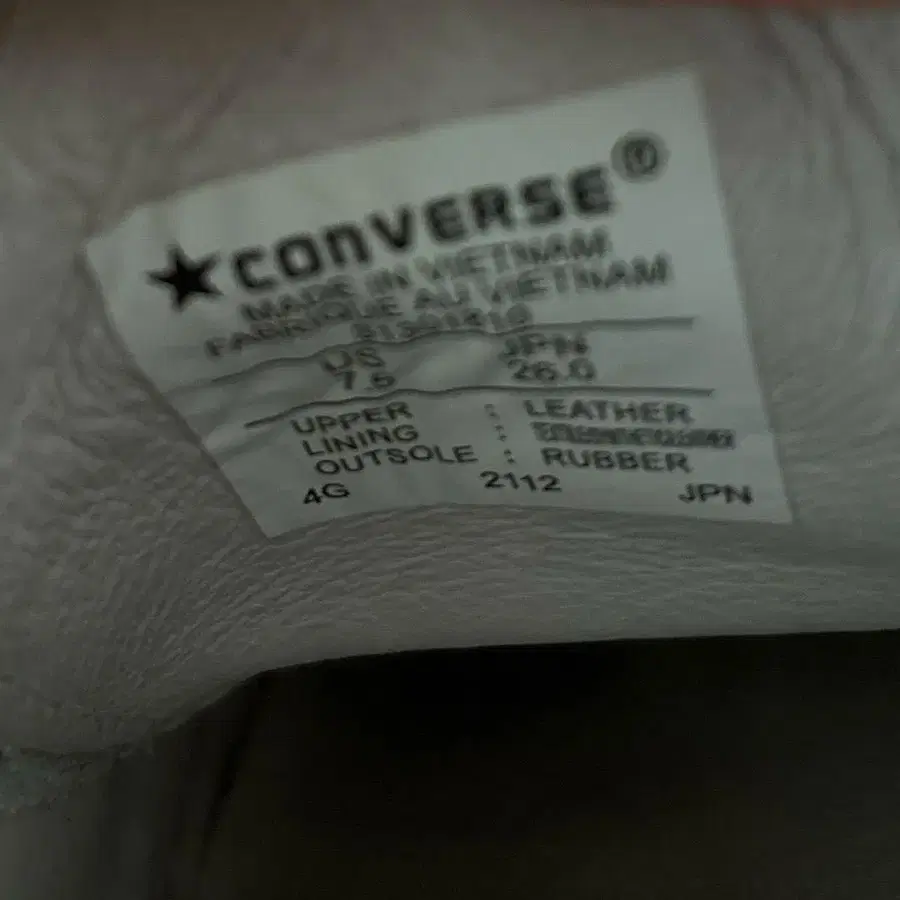 ★CONVERSE®
MADE IN VIETNAM
FABRIQUE AU VIETNAM
US JPN
7.5 26.0
UPPER : LEATHER
LINING :
OUTSOLE : RUBBER
4G 2112 JPN